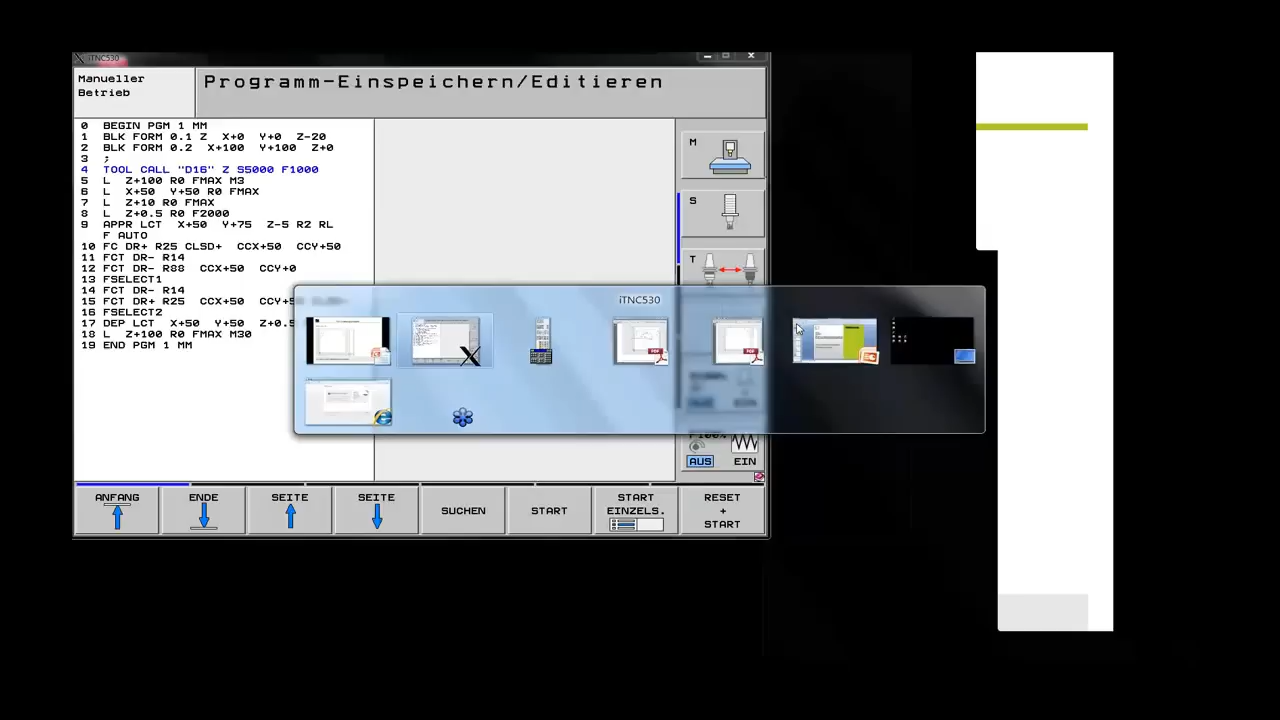 iTNC530
Manueller
Betrieb
Programm-Einspeichern/Editieren
0 BEGIN PGM 1 MM
1 BLK FORM 0.1 Z X+0 Y+0 Z-20
2 BLK FORM 0.2 X+100 Y+100 Z+0
3 ;
4 TOOL CALL "D16" Z S5000 F1000
5 L Z+100 R0 FMAX M3
6 L X+50 Y+50 R0 FMAX
7 L Z+10 R0 FMAX
8 L Z+0.5 R0 F2000
9 APPR LCT X+50 Y+75 Z-5 R2 RL
F AUTO
10 FC DR+ R25 CLSD+ CCX+50 CCY+50
11 FCT DR- R14
12 FCT DR- R88 CCX+50 CCY+0
13 FSELECT1
14 FCT DR- R14
15 FCT DR+ R25 CCX+50 CCY+5
16 FSELECT2
17 DEP LCT X+50 Y+50 Z+0.5
18 L Z+100 R0 FMAX M30
19 END PGM 1 MM
M
S
T
iTNC530
AUS EIN
ANFANG
ENDE
SEITE
SEITE
SUCHEN
START
START
EINZELS.
RESET
+
START